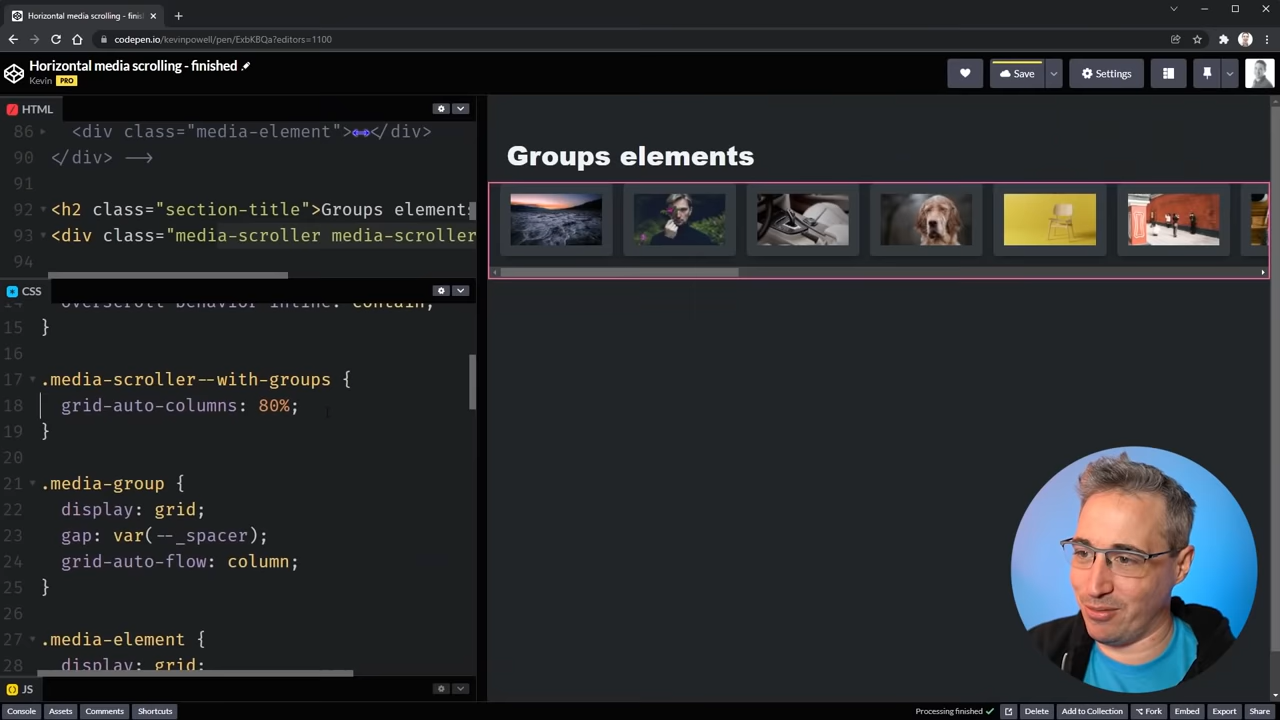 Horizontal media scrolling - finis
codepen.io/kevinpowell/pen/ExbKBQa?editors=1100
Horizontal media scrolling - finished
Kevin PRO
Save
Settings
HTML
86 <div class="media-element"></div>
90 </div> -->
91
92 <h2 class="section-title">Groups element
93 <div class="media-scroller media-scroller
94
CSS
14 overscroll-behavior-inline: contain;
15 }
16
17 .media-scroller--with-groups {
18 grid-auto-columns: 80%;
19 }
20
21 .media-group {
22 display: grid;
23 gap: var(--_spacer);
24 grid-auto-flow: column;
25 }
26
27 .media-element {
28 display: grid;
JS
Groups elements
Console Assets Comments Shortcuts
Processing finished Delete Add to Collection Fork Embed Export Share